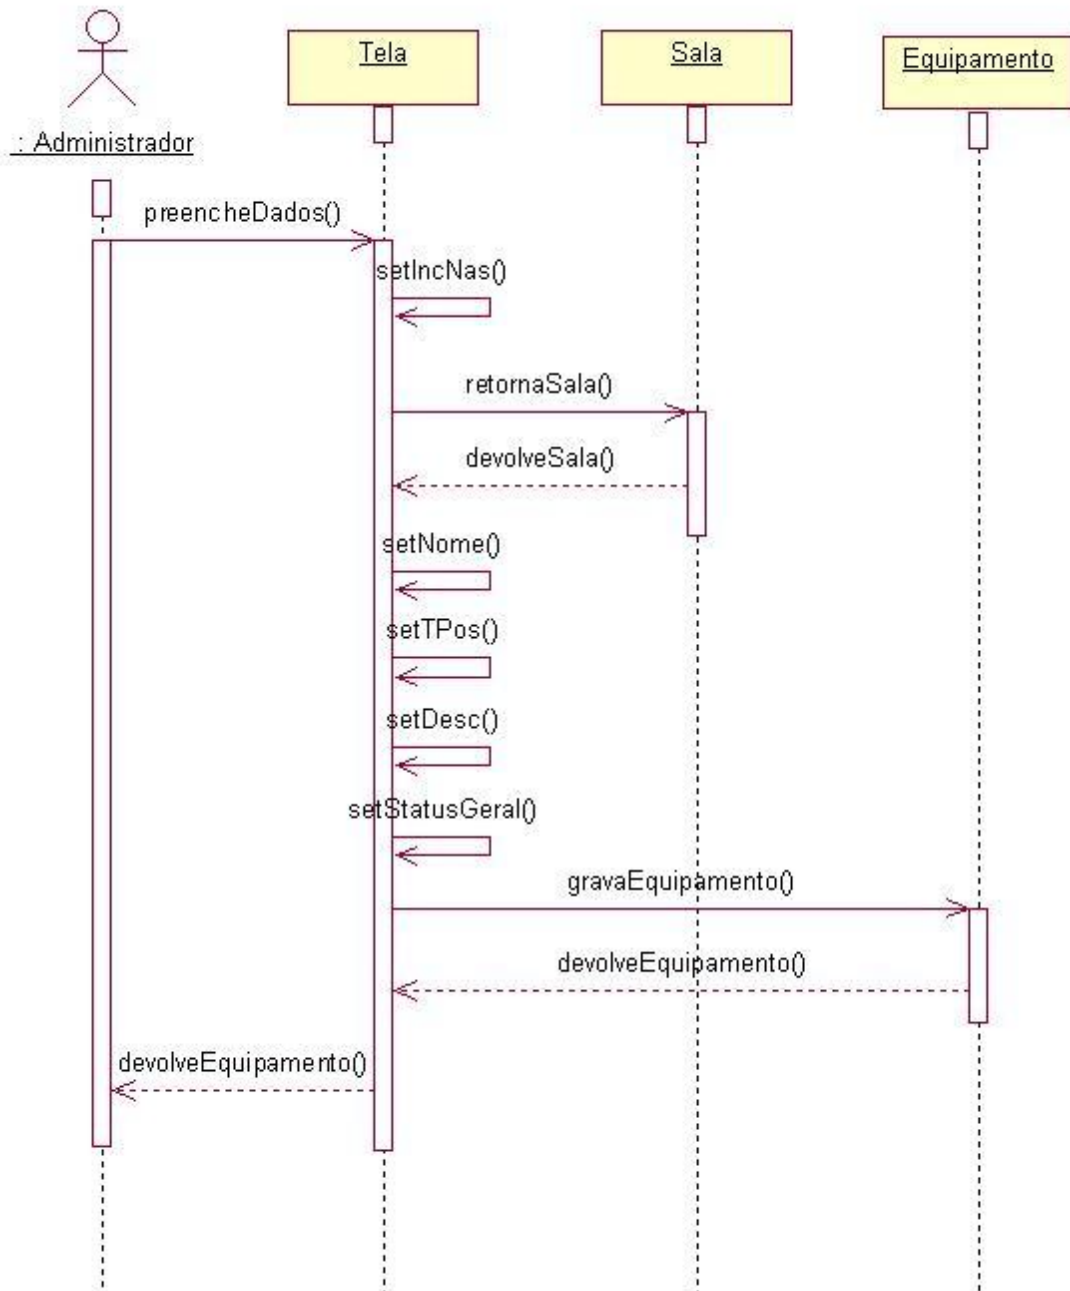 Tela
Sala
Equipamento
: Administrador
preencheDados()
setIncNas()
retornaSala()
devolveSala()
setNome()
setTPos()
setDesc()
setStatusGeral()
gravaEquipamento()
devolveEquipamento()
devolveEquipamento()